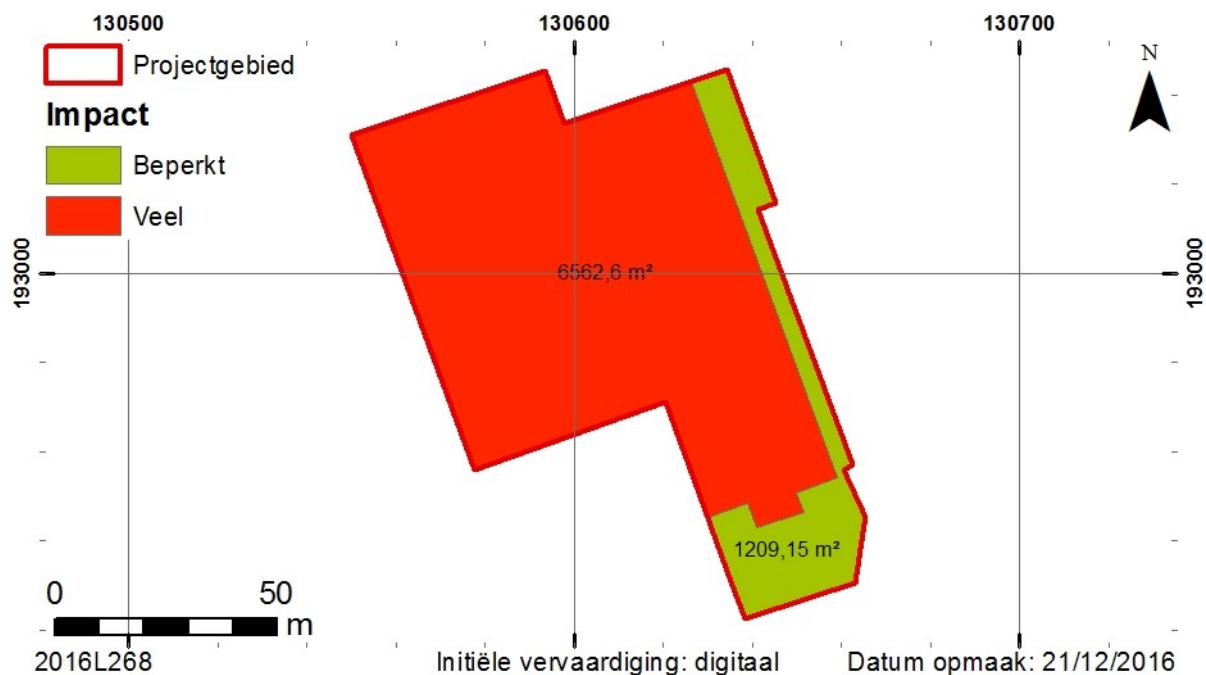 130500 130600 130700
Projectgebied
N
Impact
Beperkt
Veel
193000 193000
6562,6 m²
1209,15 m²
0 50
m
2016L268 Initiële vervaardiging: digitaal Datum opmaak: 21/12/2016